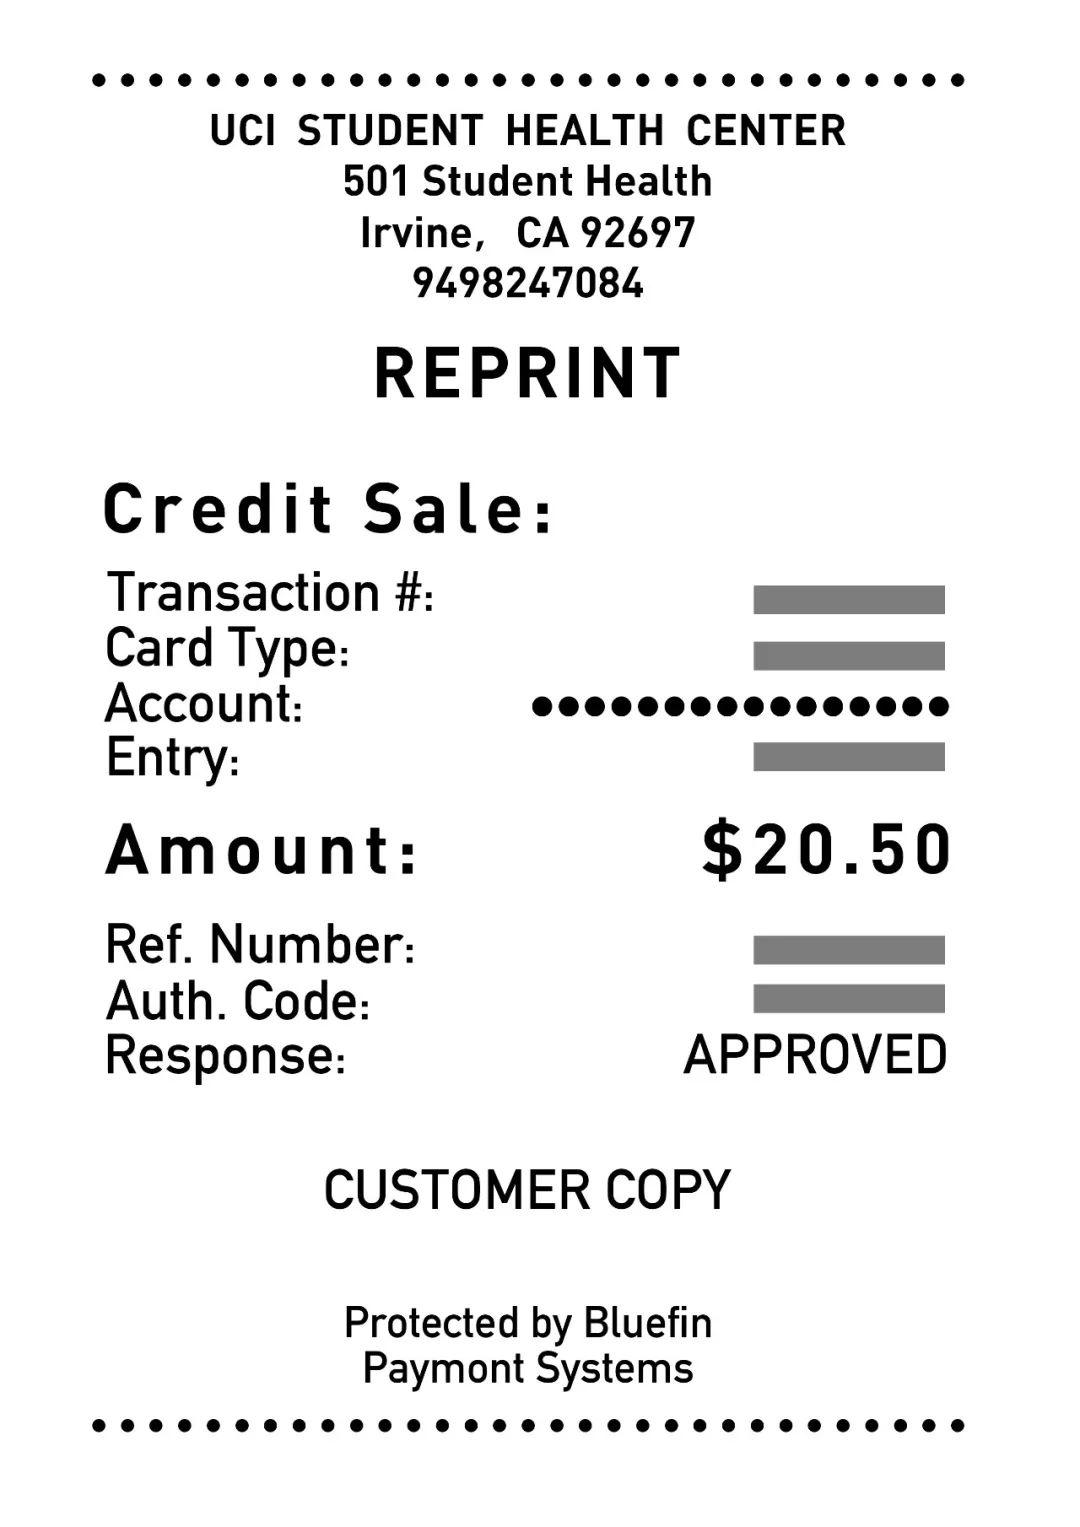 UCI STUDENT HEALTH CENTER
501 Student Health
Irvine, CA 92697
9498247084
REPRINT
Credit Sale:
Transaction #:
Card Type:
Account:
Entry:
Amount: $20.50
Ref. Number:
Auth. Code:
Response: APPROVED
CUSTOMER COPY
Protected by Bluefin
Paymont Systems